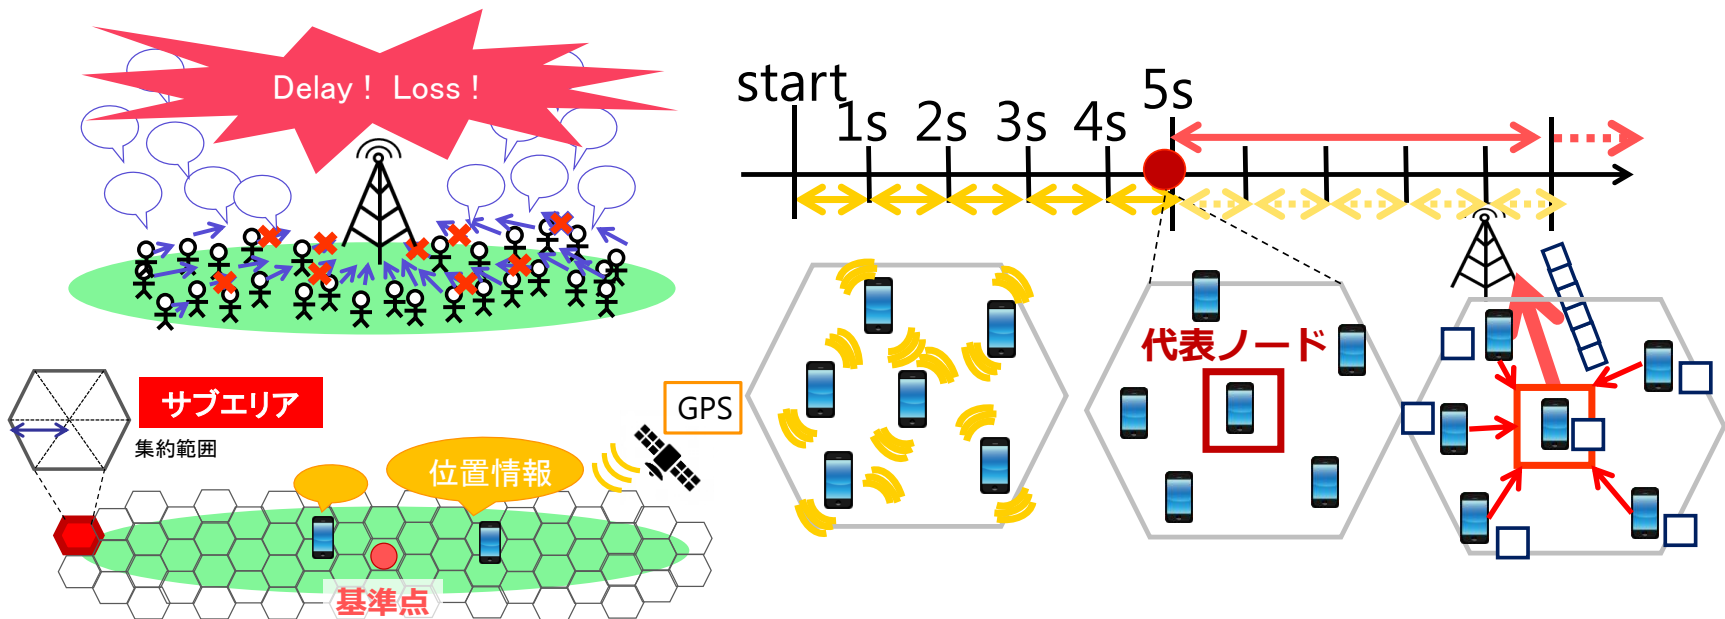 Delay! Loss!
start
1s
2s
3s
4s
5s
代表ノード
サブエリア
集約範囲
GPS
位置情報
基準点